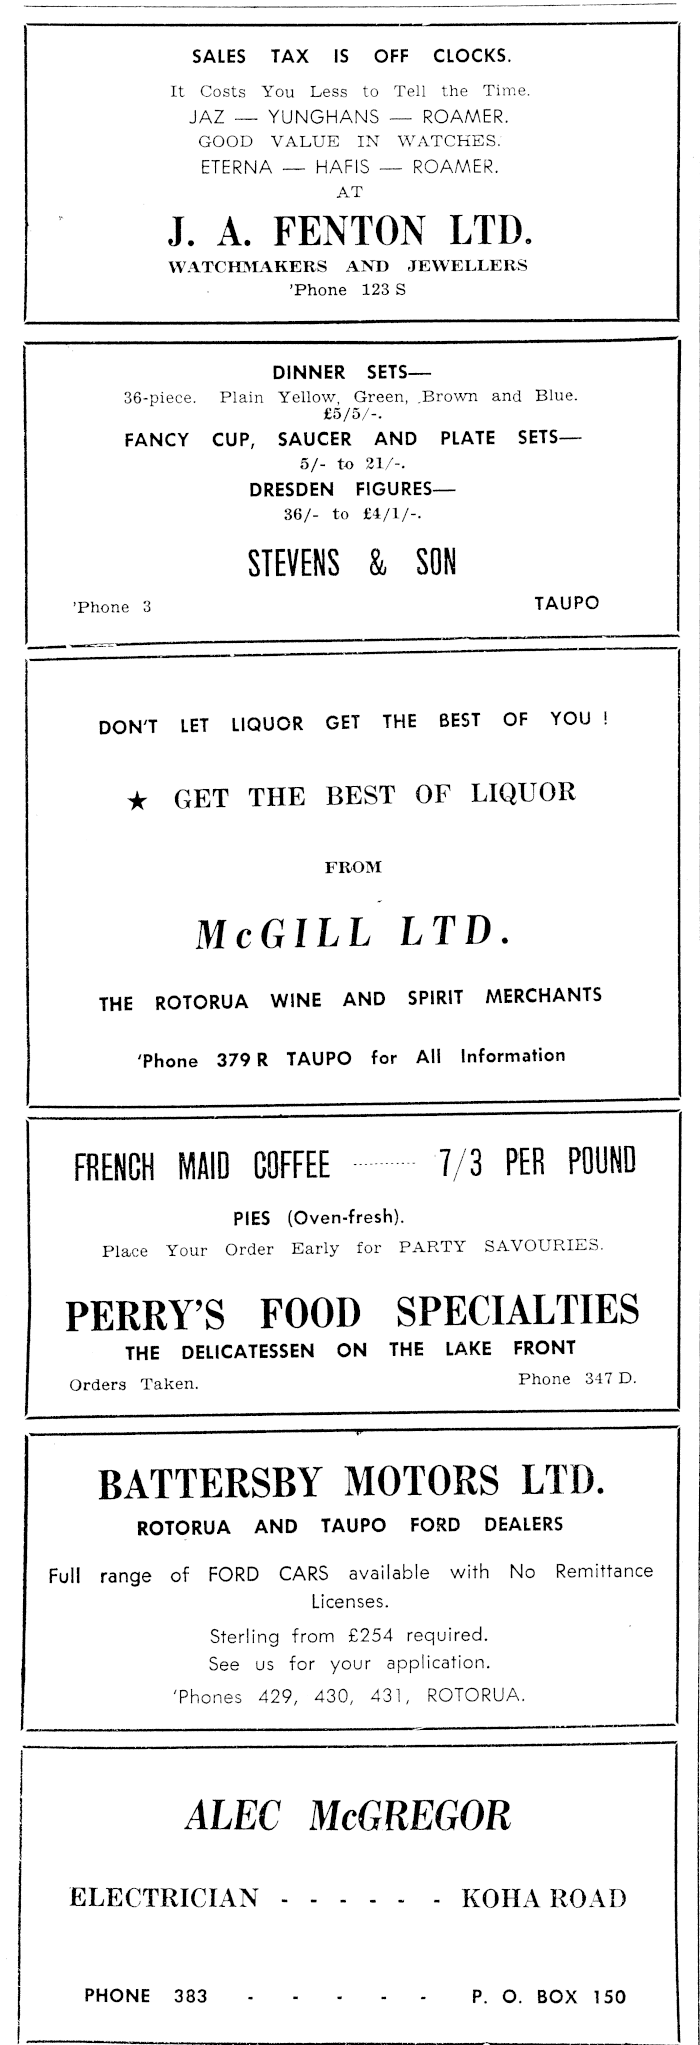 SALES TAX IS OFF CLOCKS.
It Costs You Less to Tell the Time.
JAZ — YUNGHANS — ROAMER.
GOOD VALUE IN WATCHES.
ETERNA — HAFIS — ROAMER.
AT
J. A. FENTON LTD.
WATCHMAKERS AND JEWELLERS
'Phone 123 S
DINNER SETS—
36-piece. Plain Yellow, Green, Brown and Blue.
£5/5/-.
FANCY CUP, SAUCER AND PLATE SETS—
5/- to 21/-.
DRESDEN FIGURES—
36/- to £4/1/-.
STEVENS & SON
'Phone 3 TAUPO
DON'T LET LIQUOR GET THE BEST OF YOU !
★ GET THE BEST OF LIQUOR
FROM
McGILL LTD.
THE ROTORUA WINE AND SPIRIT MERCHANTS
'Phone 379 R TAUPO for All Information
FRENCH MAID COFFEE ............ 7/3 PER POUND
PIES (Oven-fresh).
Place Your Order Early for PARTY SAVOURIES.
PERRY'S FOOD SPECIALTIES
THE DELICATESSEN ON THE LAKE FRONT
Orders Taken. Phone 347 D.
BATTERSBY MOTORS LTD.
ROTORUA AND TAUPO FORD DEALERS
Full range of FORD CARS available with No Remittance
Licenses.
Sterling from £254 required.
See us for your application.
'Phones 429, 430, 431, ROTORUA.
ALEC McGREGOR
ELECTRICIAN - - - - - - KOHA ROAD
PHONE 383 - - - - - P. O. BOX 150